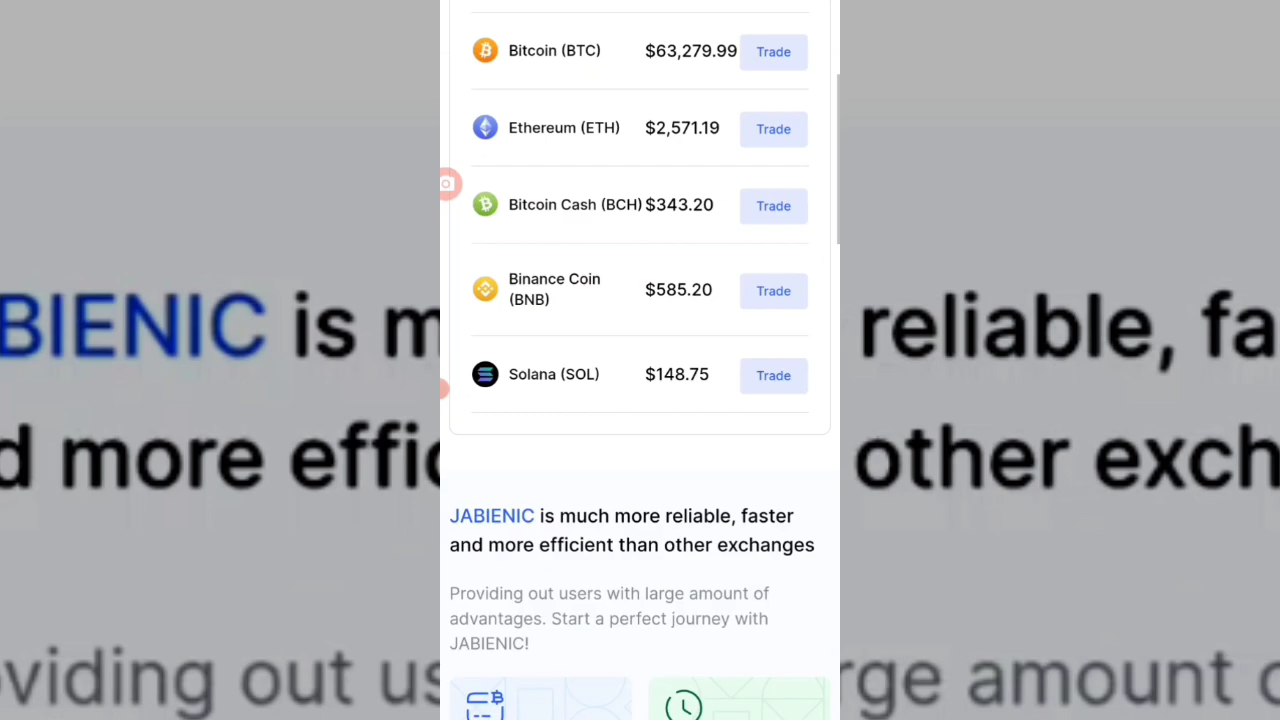 Bitcoin (BTC) $63,279.99 Trade
Ethereum (ETH) $2,571.19 Trade
Bitcoin Cash (BCH) $343.20 Trade
Binance Coin
(BNB) $585.20 Trade
Solana (SOL) $148.75 Trade
JABIENIC is much more reliable, faster
and more efficient than other exchanges
Providing out users with large amount of
advantages. Start a perfect journey with
JABIENIC!